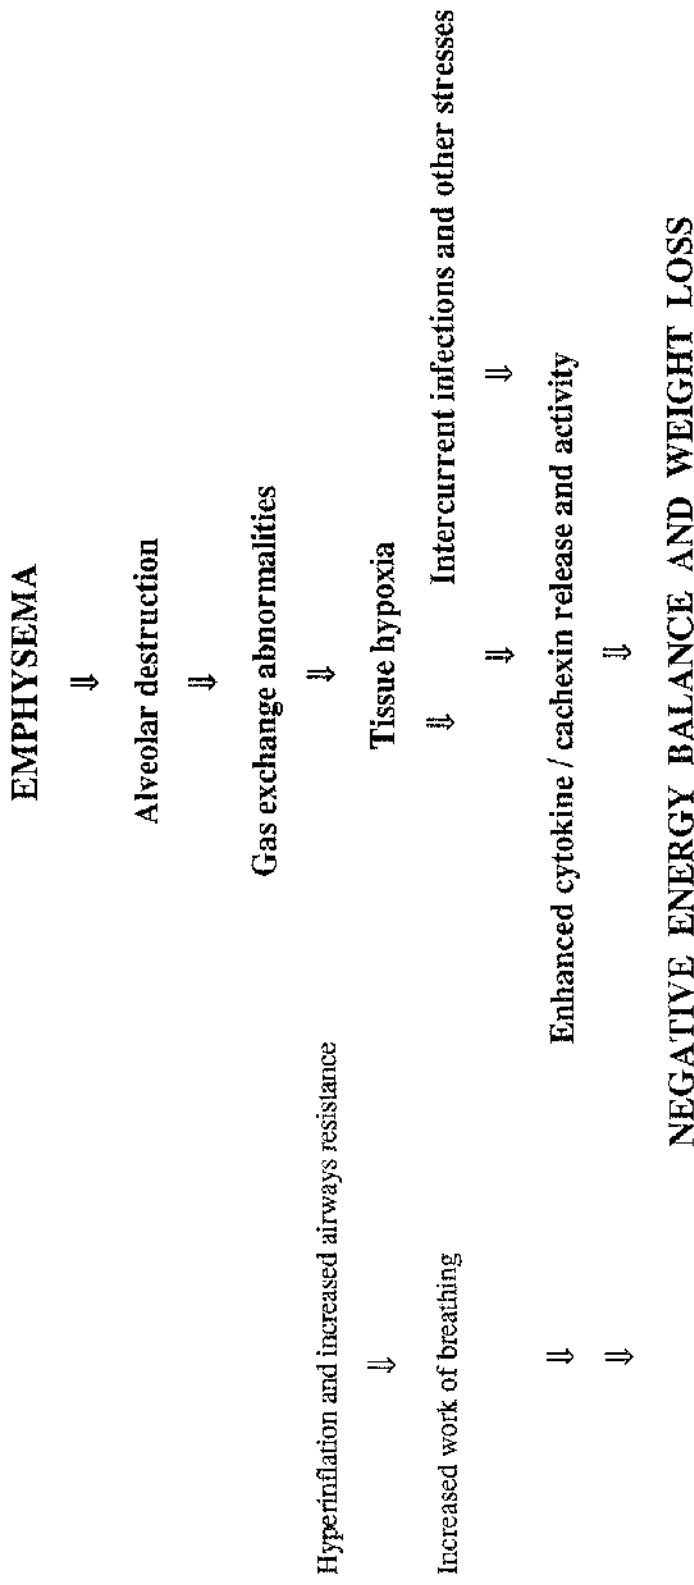 EMPHYSEMA
⇓
Alveolar destruction
⇓
Gas exchange abnormalities
⇓
Hyperinflation and increased airways resistance
Tissue hypoxia
⇓
⇓
Increased work of breathing
Intercurrent infections and other stresses
⇓
⇓
⇓
Enhanced cytokine / cachexin release and activity
⇓
⇓
NEGATIVE ENERGY BALANCE AND WEIGHT LOSS